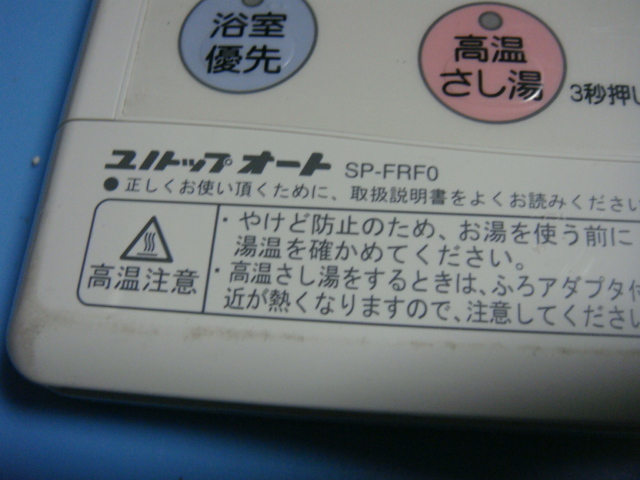 浴室
優先
高温
さし湯
3秒押し
ユノトップ オート SP-FRF0
●正しくお使い頂くために、取扱説明書をよくお読みください
高温注意
・やけど防止のため、お湯を使う前に
湯温を確かめてください。
・高温さし湯をするときは、ふろアダプタ付
近が熱くなりますので、注意してください